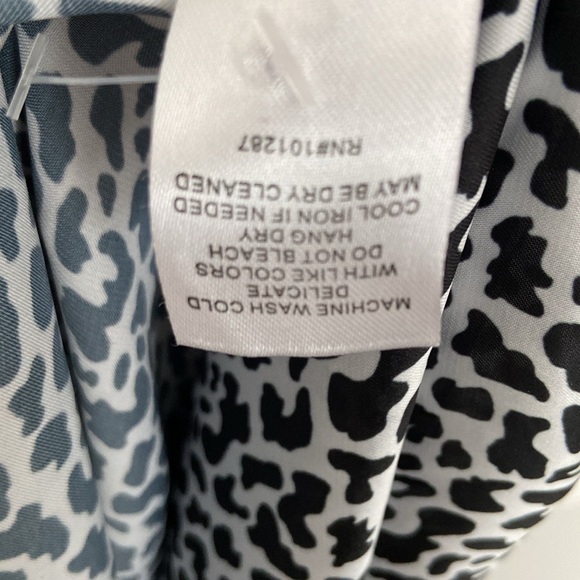 MACHINE WASH COLD
DELICATE
WITH LIKE COLORS
DO NOT BLEACH
HANG DRY
COOL IRON IF NEEDED
MAY BE DRY CLEANED
RN#101287